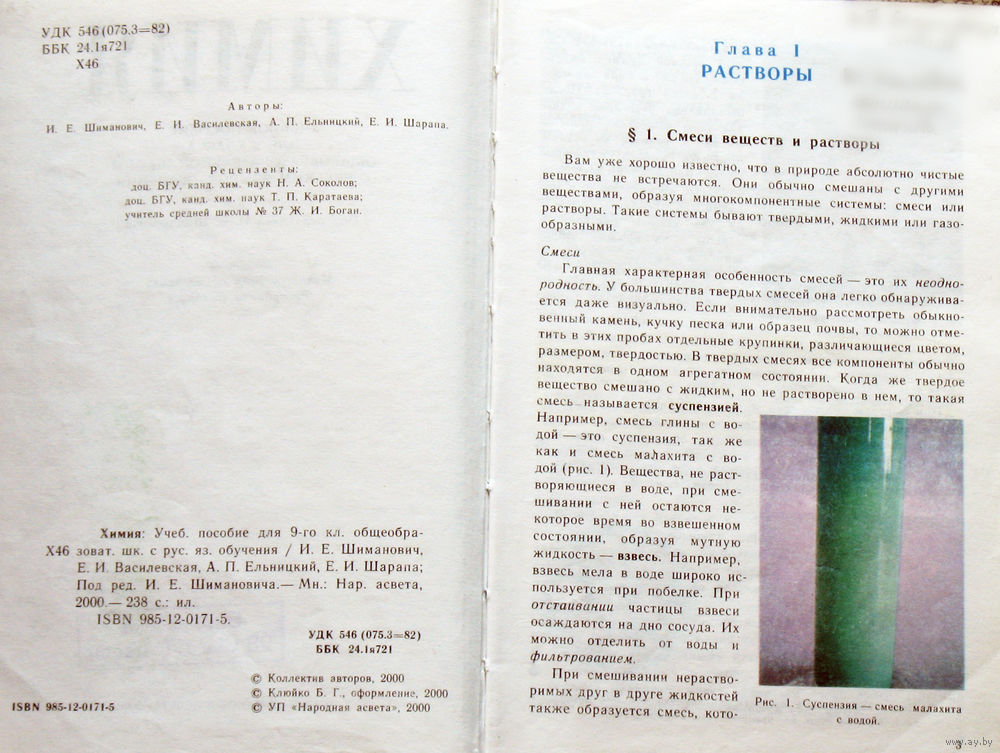 УДК 546 (075.3=82)
ББК 24.1я721
Х46
Авторы:
И. Е. Шиманович, Е. И. Василевская, А. П. Ельницкий, Е. И. Шарапа.
Рецензенты:
доц. БГУ, канд. хим. наук Н. А. Соколов;
доц. БГУ, канд. хим. наук Т. П. Каратаева;
учитель средней школы № 37 Ж. И. Боган.
Химия: Учеб. пособие для 9-го кл. общеобра-
Х46 зоват. шк. с рус. яз. обучения / И. Е. Шиманович,
Е. И. Василевская, А. П. Ельницкий, Е. И. Шарапа;
Под ред. И. Е. Шимановича.— Мн.: Нар. асвета,
2000.— 238 с.: ил.
ISBN 985-12-0171-5.
УДК 546 (075.3=82)
ББК 24.1я721
© Коллектив авторов, 2000
© Клюйко Б. Г., оформление, 2000
ISBN 985-12-0171-5 © УП «Народная асвета», 2000
Глава I
РАСТВОРЫ
§ 1. Смеси веществ и растворы
Вам уже хорошо известно, что в природе абсолютно чистые
вещества не встречаются. Они обычно смешаны с другими
веществами, образуя многокомпонентные системы: смеси или
растворы. Такие системы бывают твердыми, жидкими или газо-
образными.
Смеси
Главная характерная особенность смесей — это их неодно-
родность. У большинства твердых смесей она легко обнаружива-
ется даже визуально. Если внимательно рассмотреть обыкно-
венный камень, кучку песка или образец почвы, то можно отме-
тить в этих пробах отдельные крупинки, различающиеся цветом,
размером, твердостью. В твердых смесях все компоненты обычно
находятся в одном агрегатном состоянии. Когда же твердое
вещество смешано с жидким, но не растворено в нем, то такая
смесь называется суспензией.
Например, смесь глины с во-
дой — это суспензия, так же
как и смесь малахита с во-
дой (рис. 1). Вещества, не раст-
воряющиеся в воде, при сме-
шивании с ней остаются не-
которое время во взвешенном
состоянии, образуя мутную
жидкость — взвесь. Например,
взвесь мела в воде широко ис-
пользуется при побелке. При
отстаивании частицы взвеси
осаждаются на дно сосуда. Их
можно отделить от воды и
фильтрованием.
При смешивании нераство-
римых друг в друге жидкостей
также образуется смесь, кото-
Рис. 1. Суспензия — смесь малахита
с водой.
3
www.ay.by